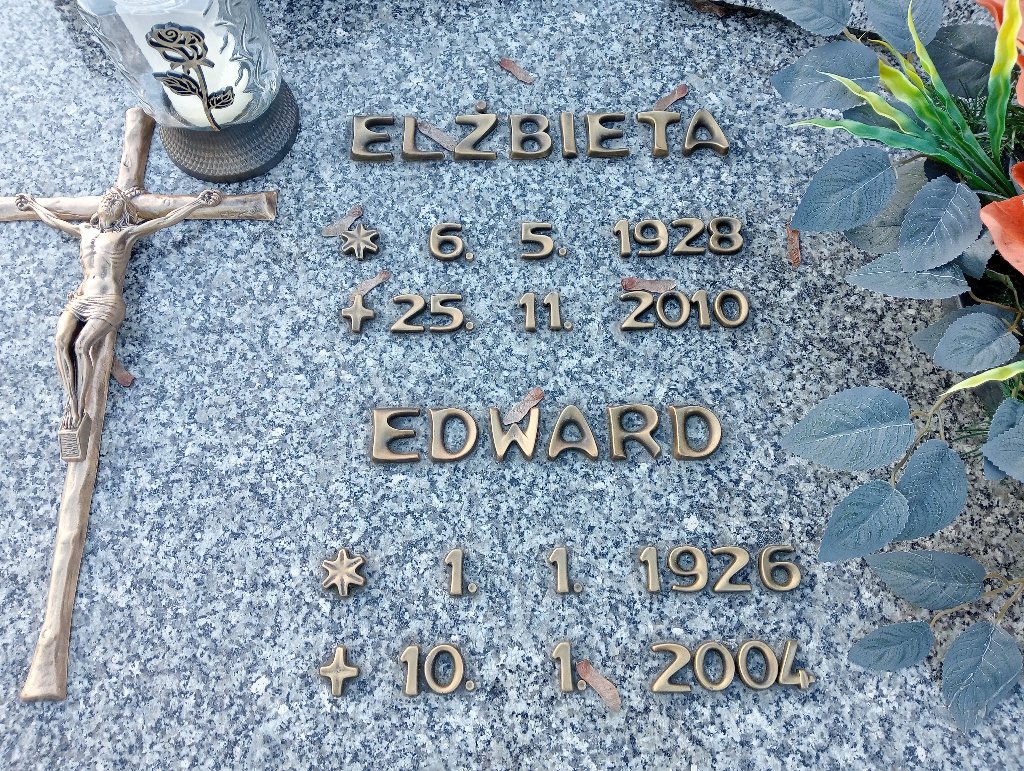 ELŻBIETA
* 6. 5. 1928
+ 25. 11. 2010
EDWARD
* 1. 1. 1926
+ 10. 1. 2004